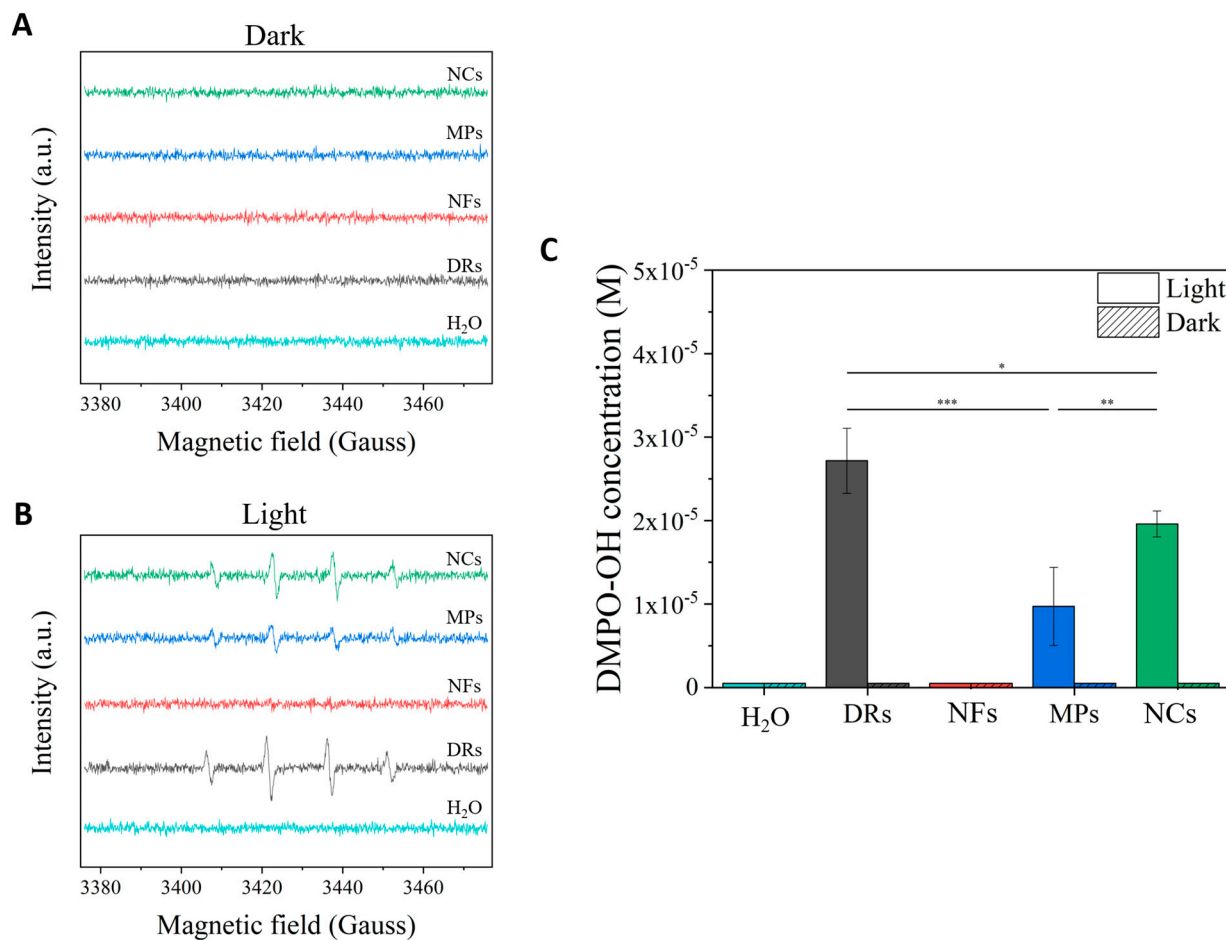 A
Dark
NCs
MPs
NFs
DRs
H₂O
Intensity (a.u.)
3380 3400 3420 3440 3460
Magnetic field (Gauss)
B
Light
NCs
MPs
NFs
DRs
H₂O
Intensity (a.u.)
3380 3400 3420 3440 3460
Magnetic field (Gauss)
C
DMPO-OH concentration (M)
5x10⁻⁵
4x10⁻⁵
3x10⁻⁵
2x10⁻⁵
1x10⁻⁵
0
Light
Dark
*
*** **
H₂O DRs NFs MPs NCs